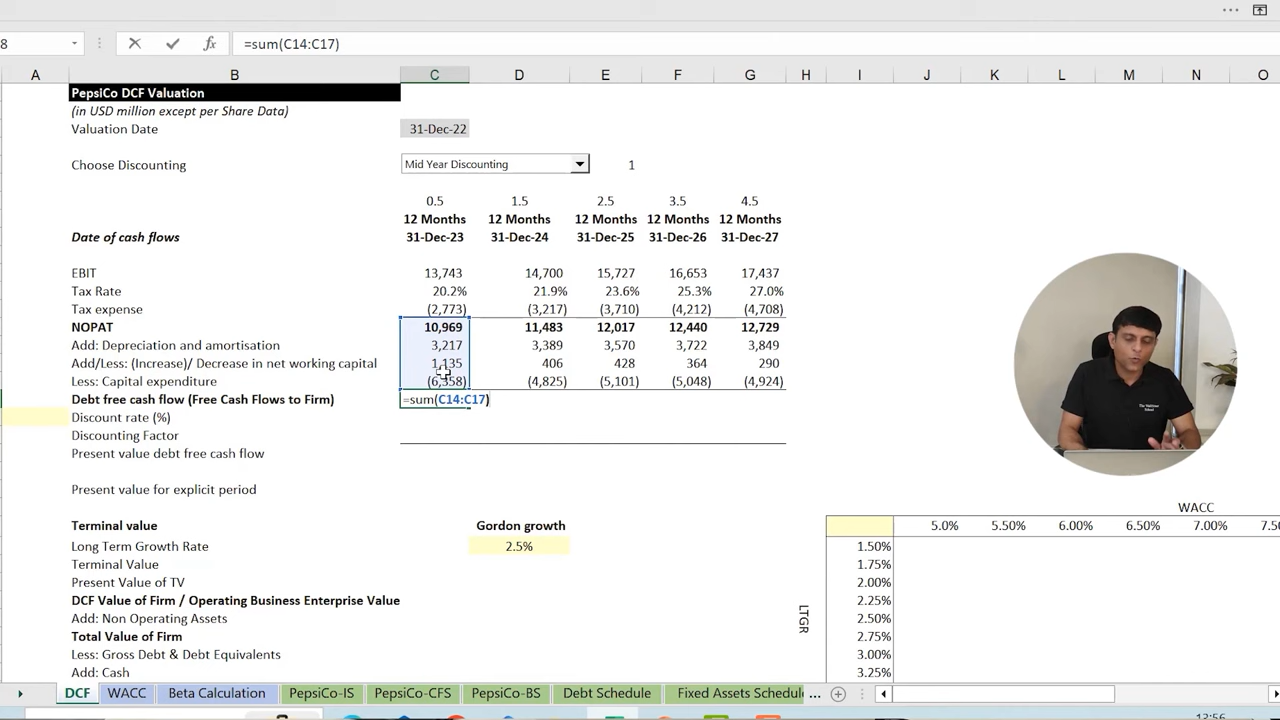 8 =sum(C14:C17)
A B C D E F G H I J K L M N O
PepsiCo DCF Valuation
(in USD million except per Share Data)
Valuation Date 31-Dec-22
Choose Discounting Mid Year Discounting 1
0.5 1.5 2.5 3.5 4.5
12 Months 12 Months 12 Months 12 Months 12 Months
Date of cash flows 31-Dec-23 31-Dec-24 31-Dec-25 31-Dec-26 31-Dec-27
EBIT 13,743 14,700 15,727 16,653 17,437
Tax Rate 20.2% 21.9% 23.6% 25.3% 27.0%
Tax expense (2,773) (3,217) (3,710) (4,212) (4,708)
NOPAT 10,969 11,483 12,017 12,440 12,729
Add: Depreciation and amortisation 3,217 3,389 3,570 3,722 3,849
Add/Less: (Increase)/ Decrease in net working capital 1,135 406 428 364 290
Less: Capital expenditure (6,358) (4,825) (5,101) (5,048) (4,924)
Debt free cash flow (Free Cash Flows to Firm) =sum(C14:C17)
Discount rate (%)
Discounting Factor
Present value debt free cash flow
Present value for explicit period
WACC
Terminal value Gordon growth 5.0% 5.50% 6.00% 6.50% 7.00% 7.50
Long Term Growth Rate 2.5% 1.50%
Terminal Value 1.75%
Present Value of TV 2.00%
DCF Value of Firm / Operating Business Enterprise Value 2.25%
Add: Non Operating Assets LTGR 2.50%
Total Value of Firm 2.75%
Less: Gross Debt & Debt Equivalents 3.00%
Add: Cash 3.25%
DCF WACC Beta Calculation PepsiCo-IS PepsiCo-CFS PepsiCo-BS Debt Schedule Fixed Assets Schedul ...
12:56